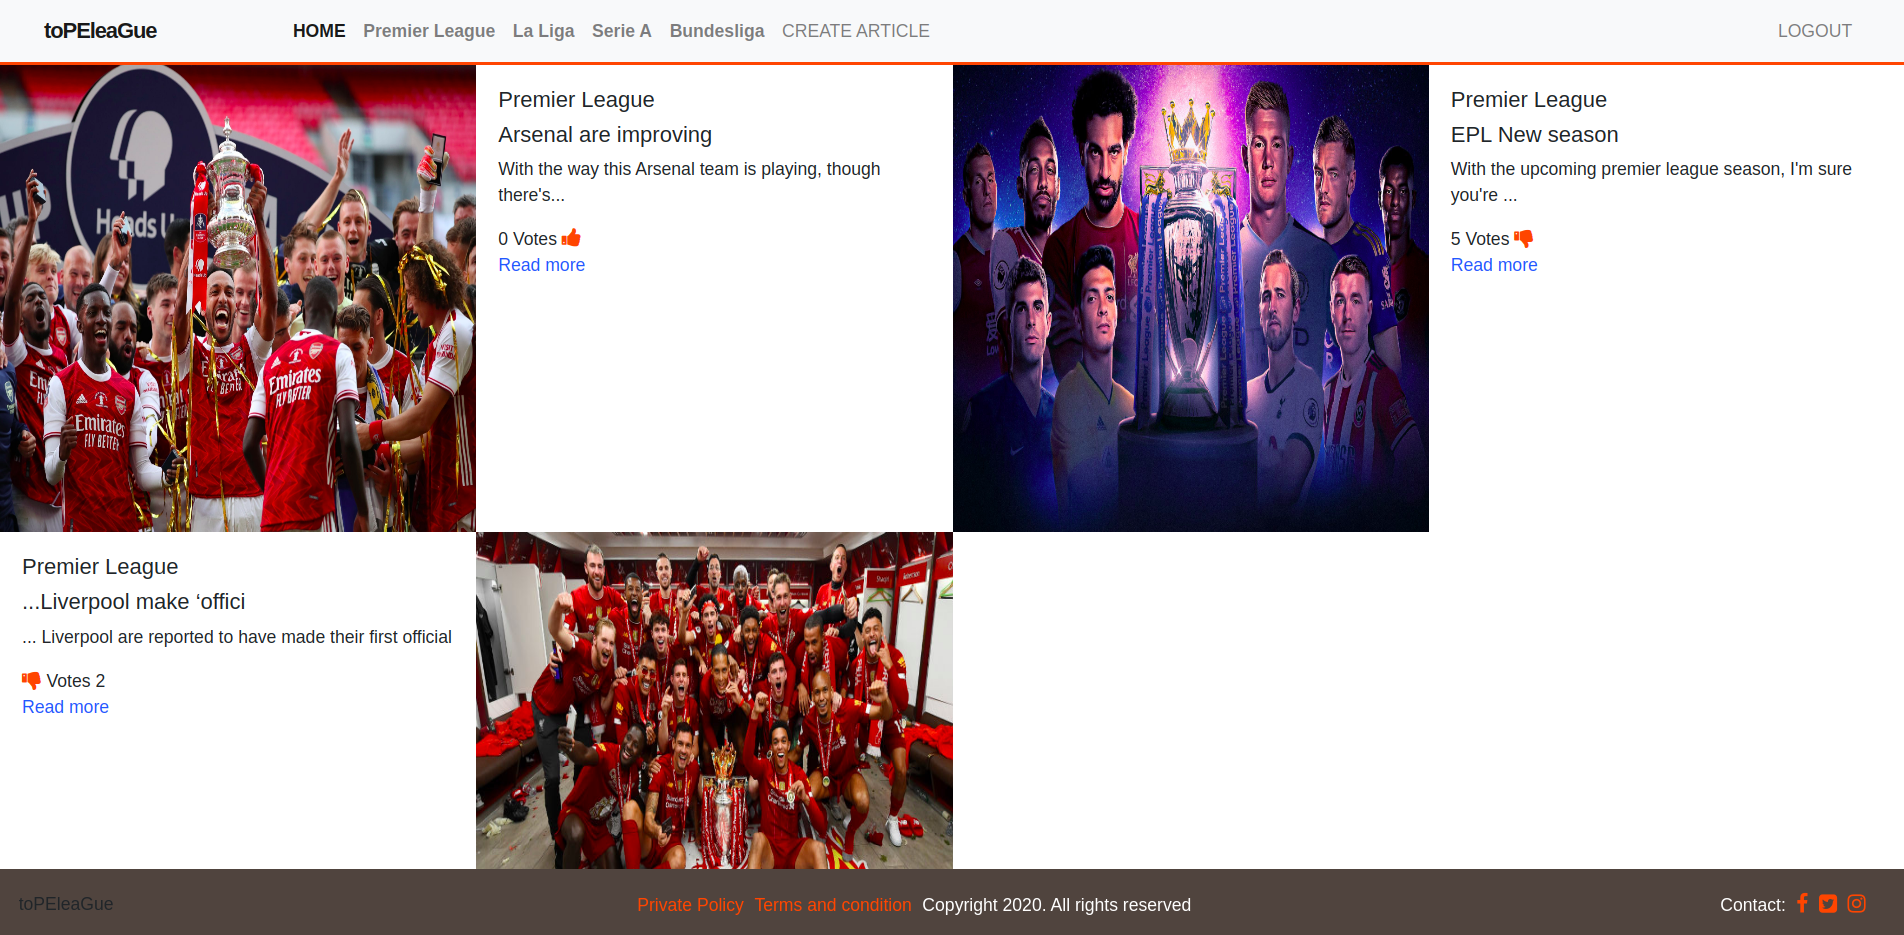 toPEleaGue
HOME Premier League La Liga Serie A Bundesliga CREATE ARTICLE
LOGOUT
Heads U
Emirates
FLY BETTER
Emirates
FLY BETTER
Premier League
Arsenal are improving
With the way this Arsenal team is playing, though
there's...
0 Votes
Read more
Premier League
EPL New season
With the upcoming premier league season, I'm sure
you're ...
5 Votes
Read more
Premier League
...Liverpool make ‘offici
... Liverpool are reported to have made their first official
Votes 2
Read more
toPEleaGue
Private Policy Terms and condition Copyright 2020. All rights reserved
Contact: